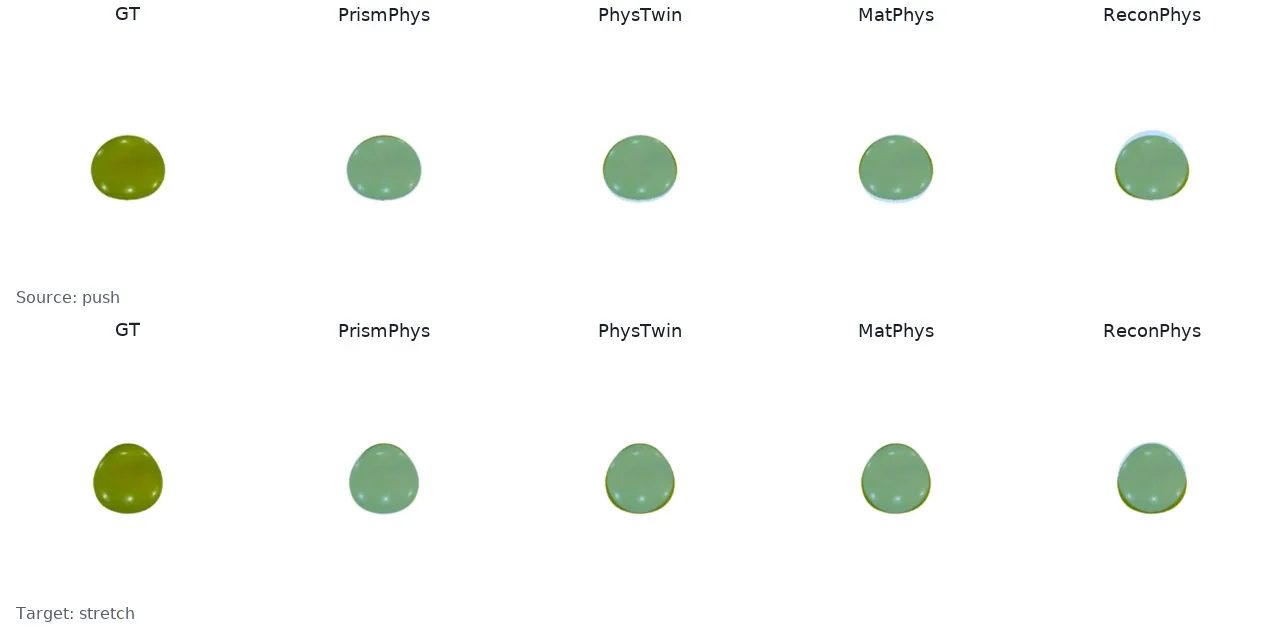 GT PrismPhys PhysTwin MatPhys ReconPhys
Source: push
GT PrismPhys PhysTwin MatPhys ReconPhys
Target: stretch